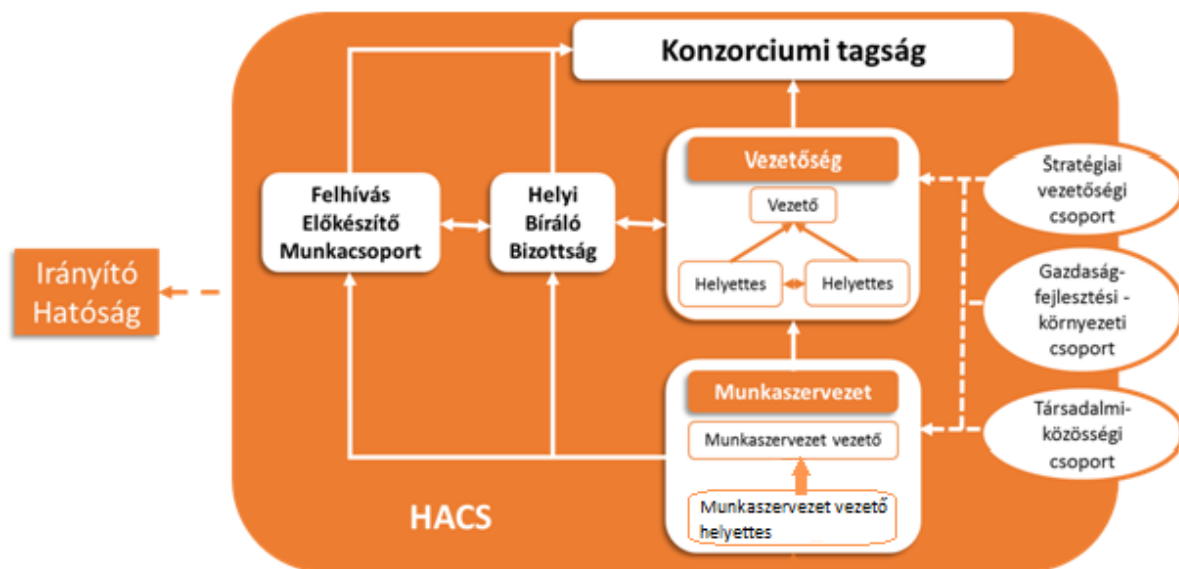 Konzorciumi tagság
Vezetőség
Vezető
Helyettes
Helyettes
Felhívás
Előkészítő
Munkacsoport
Helyi
Bíráló
Bizottság
Irányító
Hatóság
Munkaszervezet
Munkaszervezet vezető
Munkaszervezet vezető
helyettes
HACS
Stratégiai
vezetőségi
csoport
Gazdaság-
fejlesztési -
környezeti
csoport
Társadalmi-
közösségi
csoport